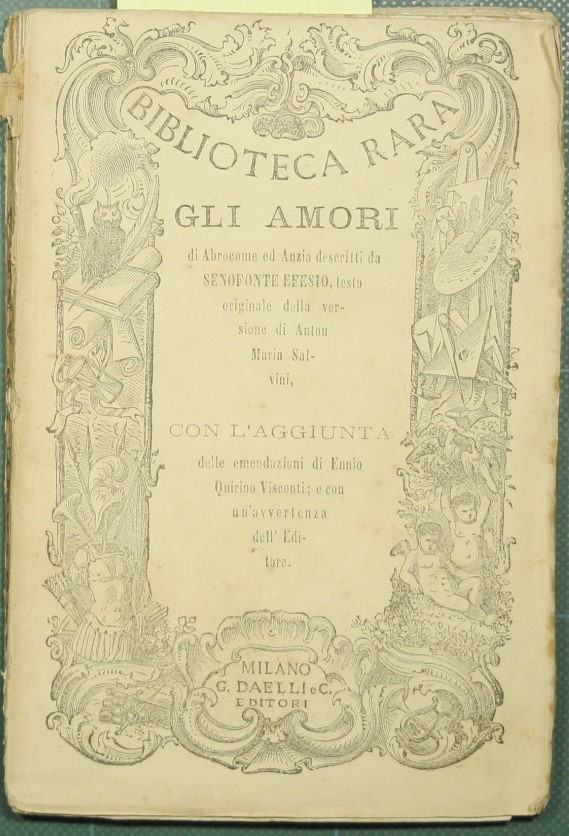 BIBLIOTECA RARA
GLI AMORI
di Abrocome ed Anzia descritti da
SENOFONTE EFESIO, testo
originale della ver-
sione di Anton
Maria Sal-
vini,
CON L'AGGIUNTA
delle emendazioni di Ennio
Quirino Visconti; e con
un'avvertenza
dell' Edi-
tore.
MILANO
G. DAELLI e C.
EDITORI